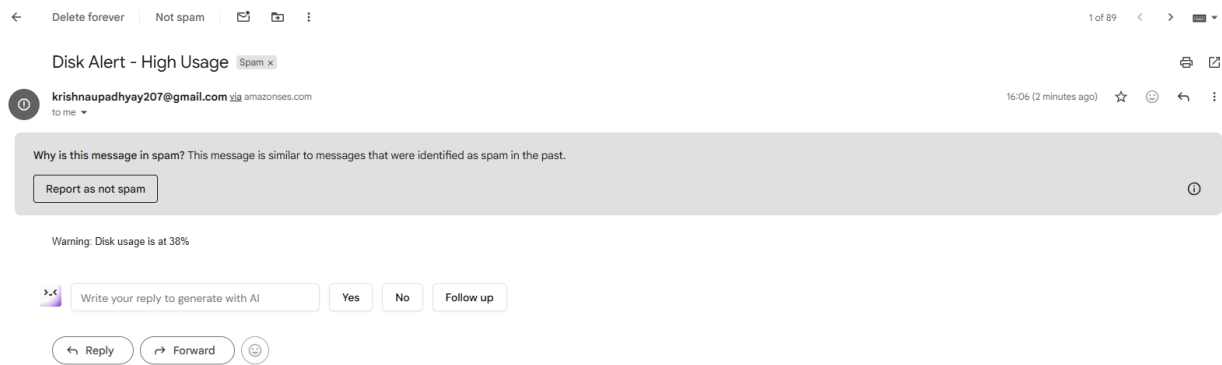 Delete forever Not spam 1 of 89
Disk Alert - High Usage Spam x
krishnaupadhyay207@gmail.com via amazonses.com 16:06 (2 minutes ago)
to me
Why is this message in spam? This message is similar to messages that were identified as spam in the past.
Report as not spam
Warning: Disk usage is at 38%
Write your reply to generate with AI Yes No Follow up
Reply Forward